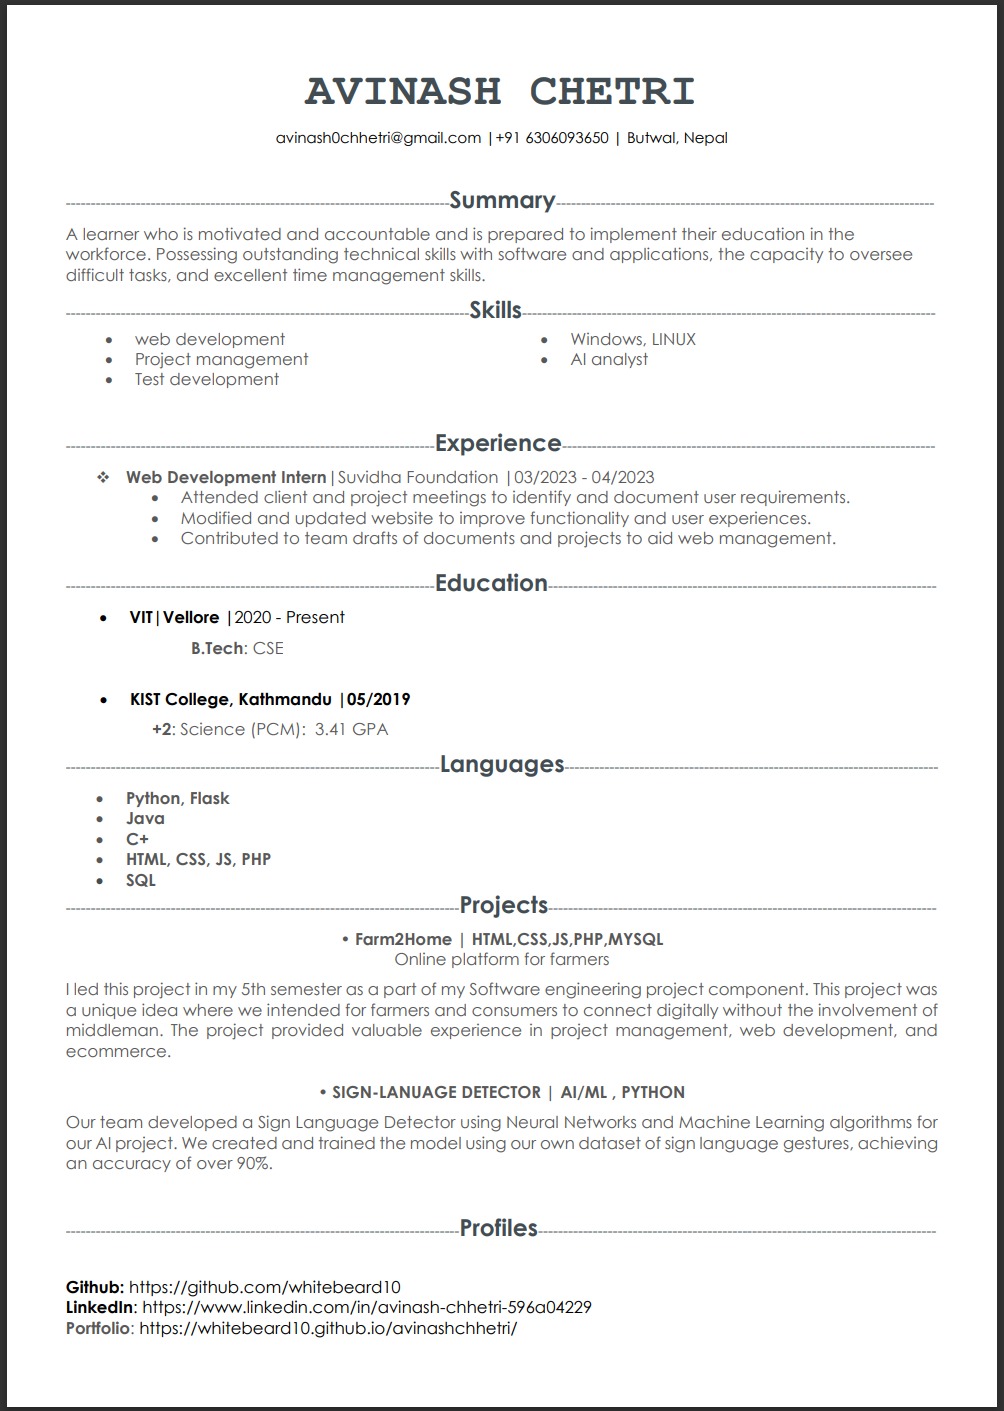 AVINASH CHETRI
avinash0chhetri@gmail.com |+91 6306093650 | Butwal, Nepal
Summary
A learner who is motivated and accountable and is prepared to implement their education in the
workforce. Possessing outstanding technical skills with software and applications, the capacity to oversee
difficult tasks, and excellent time management skills.
Skills
• web development
• Project management
• Test development
• Windows, LINUX
• AI analyst
Experience
❖ Web Development Intern|Suvidha Foundation |03/2023 - 04/2023
• Attended client and project meetings to identify and document user requirements.
• Modified and updated website to improve functionality and user experiences.
• Contributed to team drafts of documents and projects to aid web management.
Education
• VIT|Vellore |2020 - Present
B.Tech: CSE
• KIST College, Kathmandu |05/2019
+2: Science (PCM): 3.41 GPA
Languages
• Python, Flask
• Java
• C+
• HTML, CSS, JS, PHP
• SQL
Projects
• Farm2Home | HTML,CSS,JS,PHP,MYSQL
Online platform for farmers
I led this project in my 5th semester as a part of my Software engineering project component. This project was
a unique idea where we intended for farmers and consumers to connect digitally without the involvement of
middleman. The project provided valuable experience in project management, web development, and
ecommerce.
• SIGN-LANUAGE DETECTOR | AI/ML , PYTHON
Our team developed a Sign Language Detector using Neural Networks and Machine Learning algorithms for
our AI project. We created and trained the model using our own dataset of sign language gestures, achieving
an accuracy of over 90%.
Profiles
Github: https://github.com/whitebeard10
LinkedIn: https://www.linkedin.com/in/avinash-chhetri-596a04229
Portfolio: https://whitebeard10.github.io/avinashchhetri/